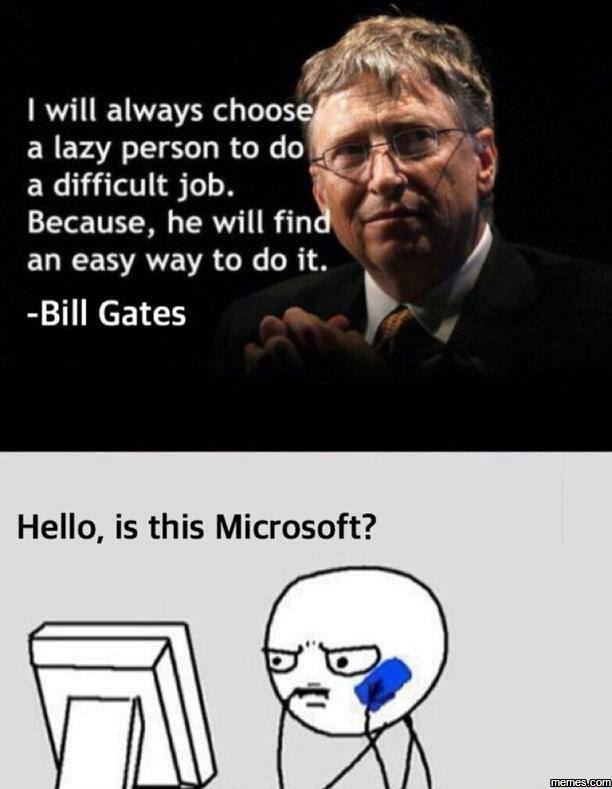 I will always choose
a lazy person to do
a difficult job.
Because, he will find
an easy way to do it.
-Bill Gates
Hello, is this Microsoft?
memes.com